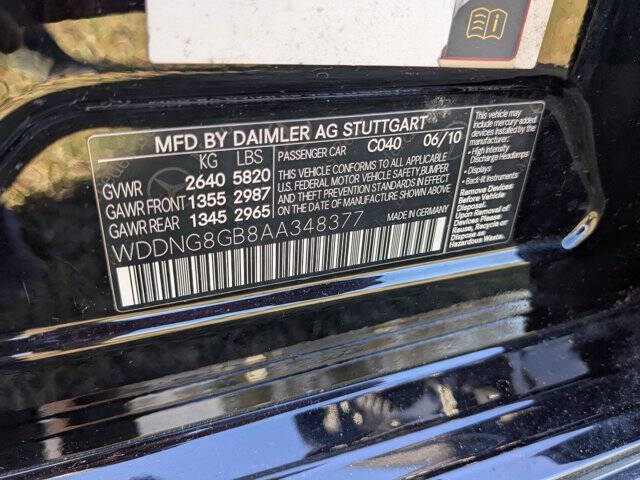 MFD BY DAIMLER AG STUTTGART
KG LBS
GVWR 2640 5820
GAWR FRONT 1355 2987
GAWR REAR 1345 2965
PASSENGER CAR C040 06/10
THIS VEHICLE CONFORMS TO ALL APPLICABLE
U.S. FEDERAL MOTOR VEHICLE SAFETY,BUMPER
AND THEFT PREVENTION STANDARDS IN EFFECT
ON THE DATE OF MANUFACTURE SHOWN ABOVE
WDDNG8GB8AA348377
MADE IN GERMANY
This vehicle may
include mercury-added
devices installed by the
manufacturer:
• High Intensity
Discharge Headlamps
• Displays
• Back-lit Instruments
Remove Devices
Before Vehicle
Disposal.
Upon Removal of
Devices Please
Reuse, Recycle or
Dispose as
Hazardous Waste.